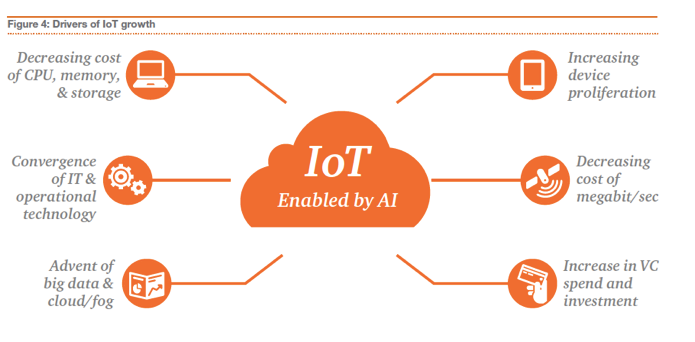 Figure 4: Drivers of IoT growth
Decreasing cost
of CPU, memory,
& storage
Increasing
device
proliferation
IoT
Enabled by AI
Convergence
of IT &
operational
technology
Decreasing
cost of
megabit/sec
Advent of
big data &
cloud/fog
Increase in VC
spend and
investment